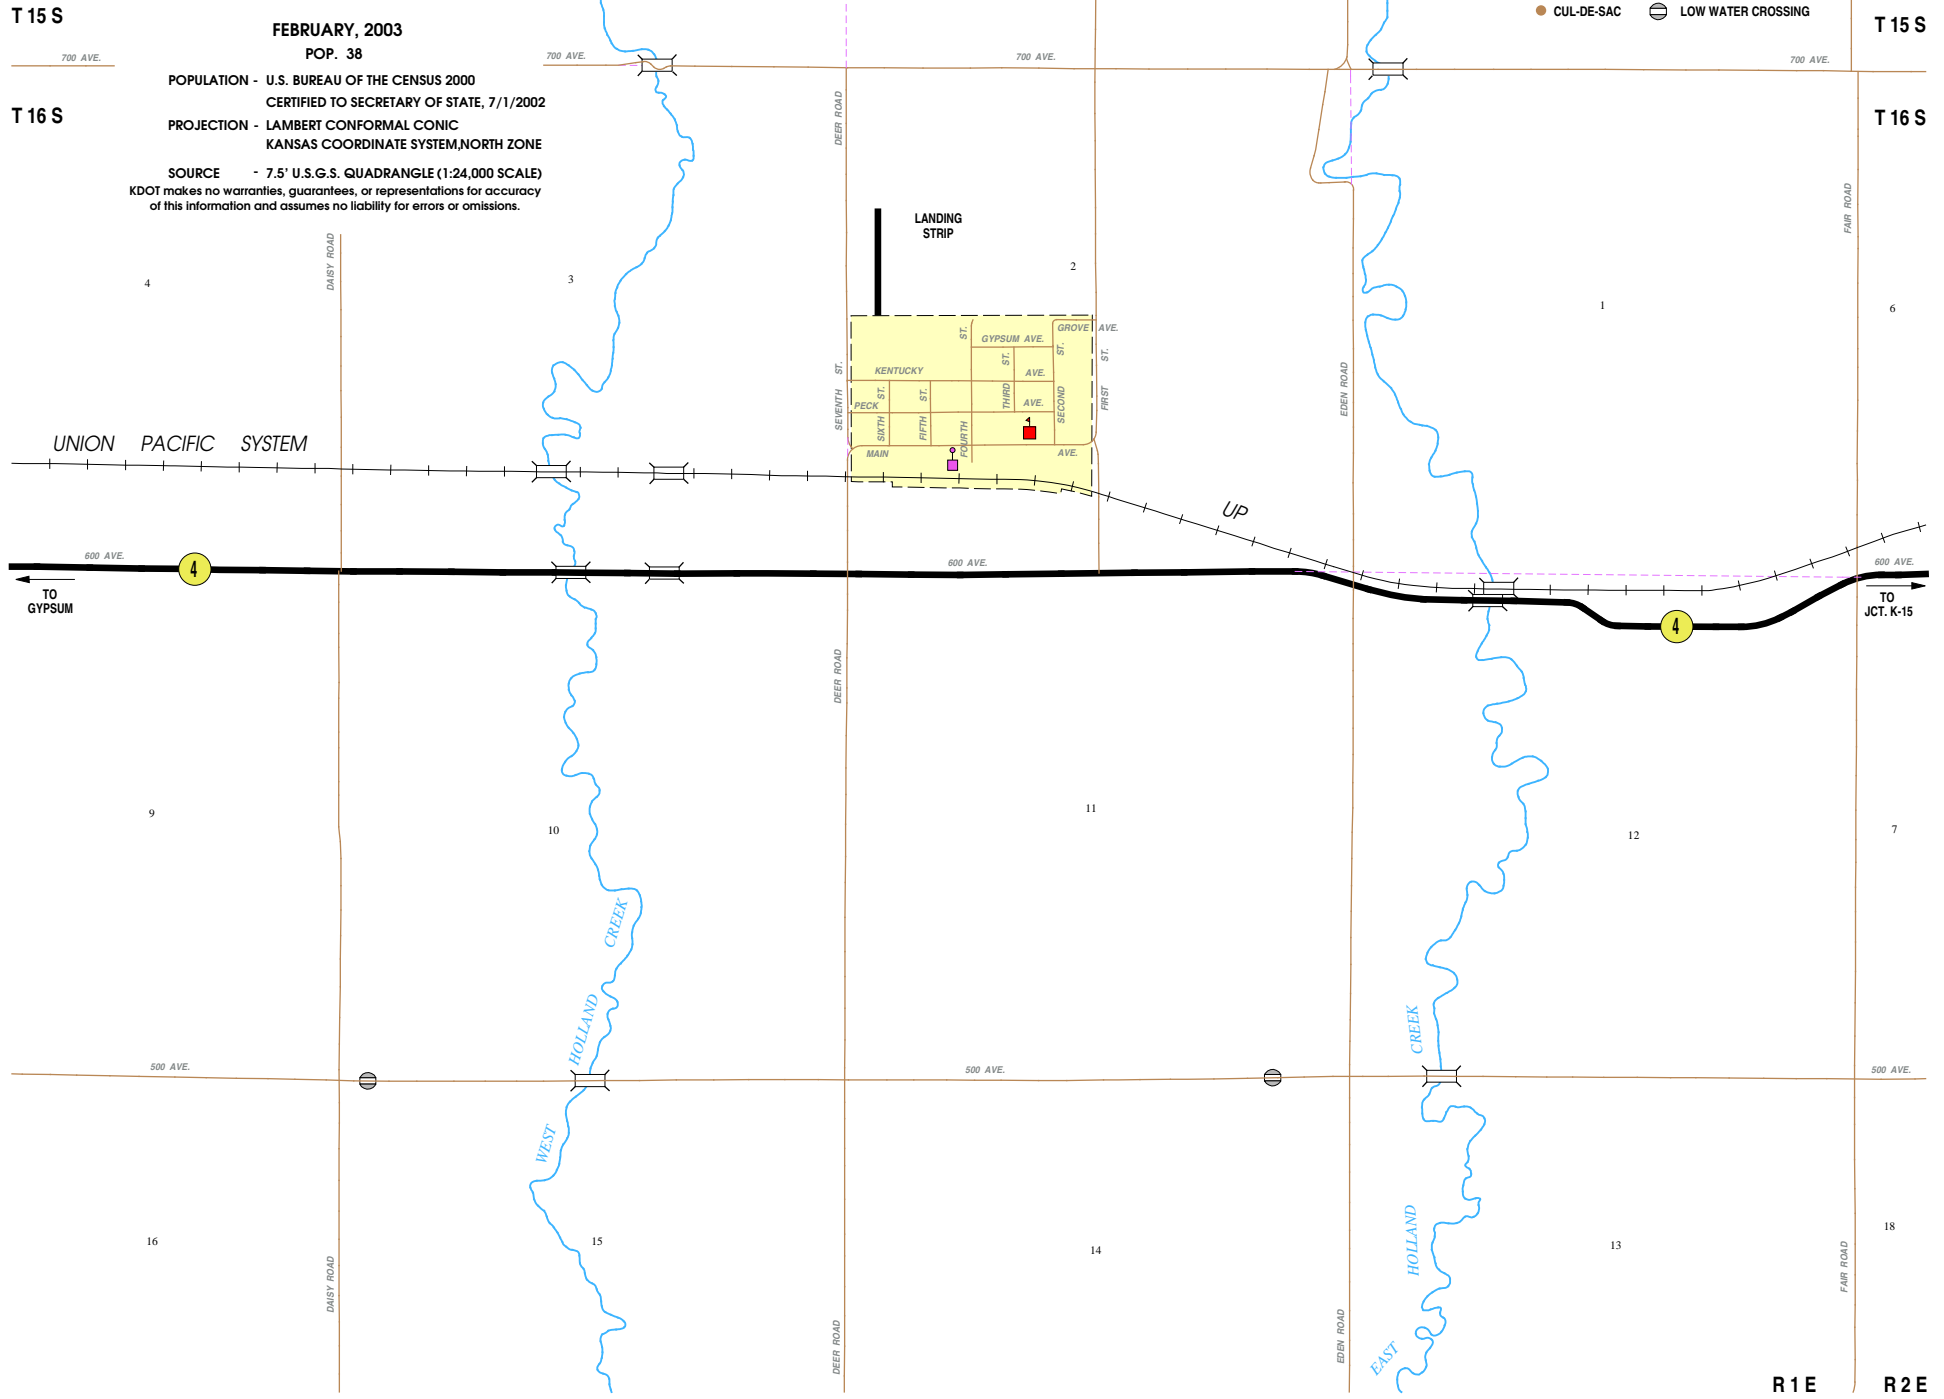 T 15 S
FEBRUARY, 2003
POP. 38
CUL-DE-SAC
LOW WATER CROSSING
T 15 S
700 AVE.
700 AVE.
700 AVE.
700 AVE.
POPULATION - U.S. BUREAU OF THE CENSUS 2000
CERTIFIED TO SECRETARY OF STATE, 7/1/2002
T 16 S
PROJECTION - LAMBERT CONFORMAL CONIC
KANSAS COORDINATE SYSTEM,NORTH ZONE
SOURCE - 7.5' U.S.G.S. QUADRANGLE (1:24,000 SCALE)
KDOT makes no warranties, guarantees, or representations for accuracy
of this information and assumes no liability for errors or omissions.
T 16 S
DEER ROAD
DAISY ROAD
FAIR ROAD
LANDING
STRIP
4
3
2
1
6
GROVE AVE.
GYPSUM AVE.
ST.
ST.
ST.
ST.
KENTUCKY AVE.
SEVENTH ST.
PECK AVE.
SIXTH ST.
FIFTH ST.
FOURTH
THIRD
SECOND
FIRST
EDEN ROAD
MAIN AVE.
UNION PACIFIC SYSTEM
UP
600 AVE.
4
600 AVE.
600 AVE.
TO
GYPSUM
TO
JCT. K-15
4
DEER ROAD
9
10
11
12
7
WEST HOLLAND CREEK
EAST HOLLAND CREEK
500 AVE.
500 AVE.
500 AVE.
16
15
14
13
18
DAISY ROAD
DEER ROAD
EDEN ROAD
FAIR ROAD
R 1 E
R 2 E